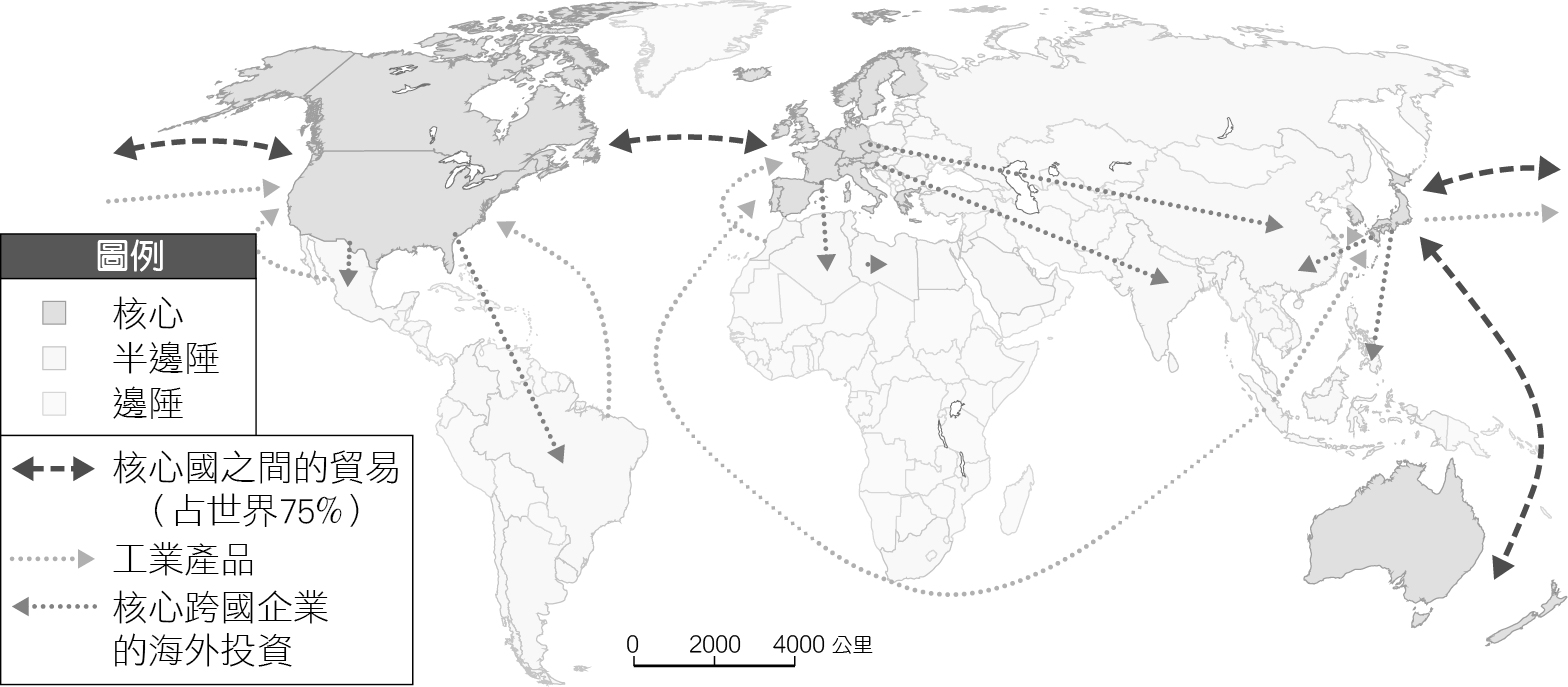 圖例
核心
半邊陲
邊陲
核心國之間的貿易
（占世界75%）
工業產品
核心跨國企業
的海外投資
0 2000 4000 公里